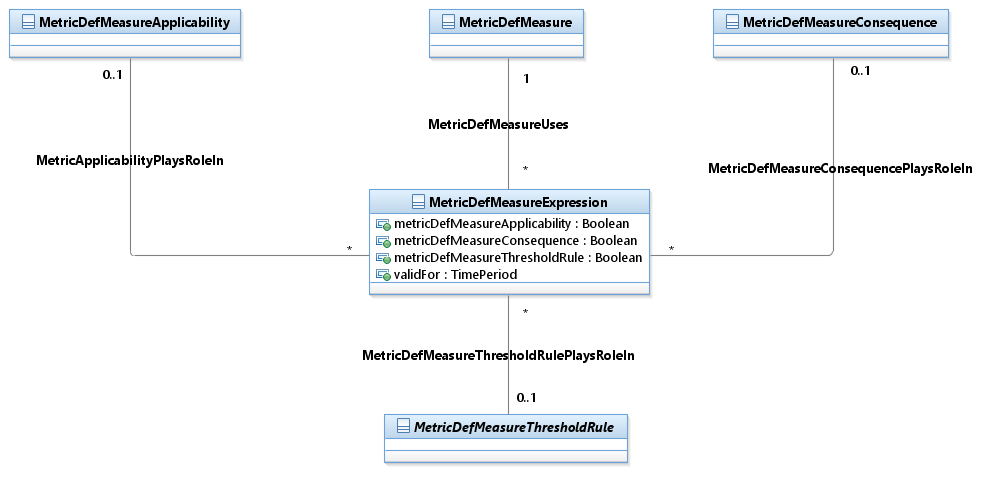 MetricDefMeasureApplicability
MetricDefMeasure
MetricDefMeasureConsequence
0..1
1
0..1
MetricDefMeasureUses
MetricApplicabilityPlaysRoleIn
MetricDefMeasureConsequencePlaysRoleIn
*
MetricDefMeasureExpression
metricDefMeasureApplicability : Boolean
metricDefMeasureConsequence : Boolean
metricDefMeasureThresholdRule : Boolean
validFor : TimePeriod
*
*
*
MetricDefMeasureThresholdRulePlaysRoleIn
0..1
MetricDefMeasureThresholdRule